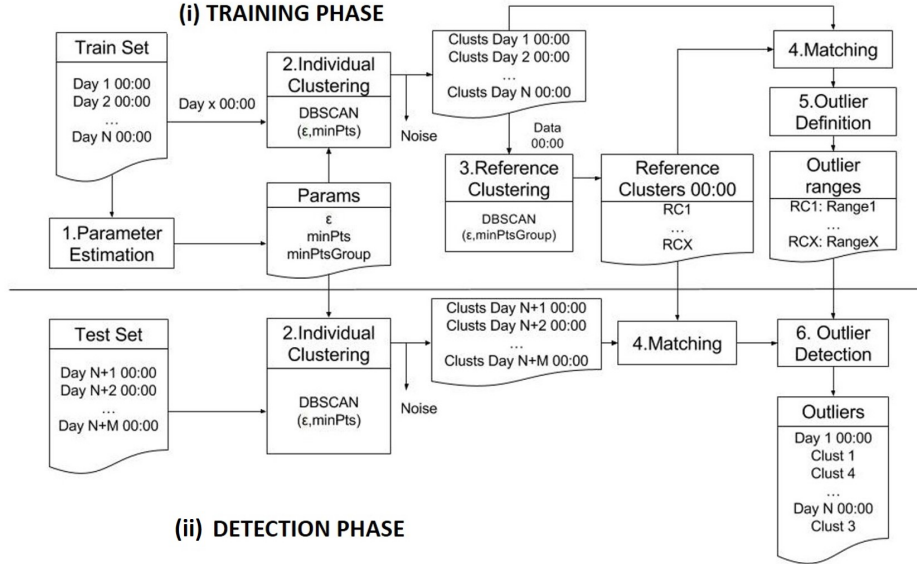 (i) TRAINING PHASE
Train Set
Day 1 00:00
Day 2 00:00
...
Day N 00:00
Day x 00:00
1.Parameter
Estimation
2.Individual
Clustering
DBSCAN
(ε,minPts)
Noise
Params
ε
minPts
minPtsGroup
Clusts Day 1 00:00
Clusts Day 2 00:00
...
Clusts Day N 00:00
Data
00:00
3.Reference
Clustering
DBSCAN
(ε,minPtsGroup)
Reference
Clusters 00:00
RC1
...
RCX
4.Matching
5.Outlier
Definition
Outlier
ranges
RC1: Range1
...
RCX: RangeX
Test Set
Day N+1 00:00
Day N+2 00:00
...
Day N+M 00:00
2.Individual
Clustering
DBSCAN
(ε,minPts)
Noise
Clusts Day N+1 00:00
Clusts Day N+2 00:00
...
Clusts Day N+M 00:00
4.Matching
6. Outlier
Detection
Outliers
Day 1 00:00
Clust 1
Clust 4
...
Day N 00:00
Clust 3
(ii) DETECTION PHASE